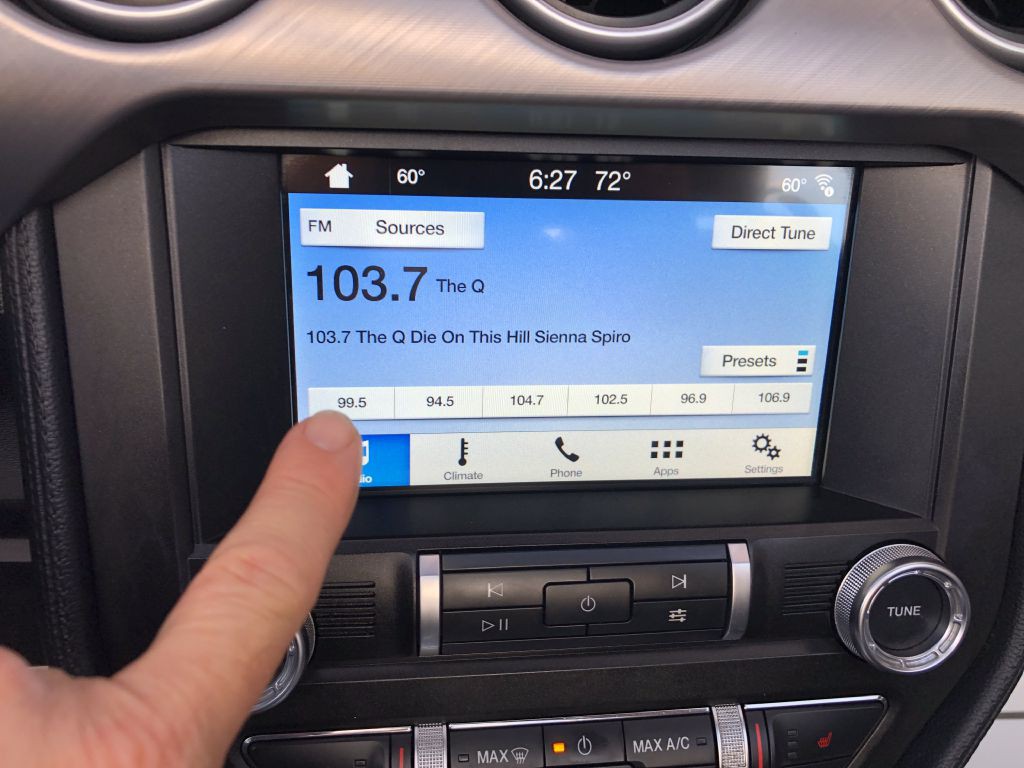 60° 6:27 72° 60°
FM Sources Direct Tune
103.7 The Q
103.7 The Q Die On This Hill Sienna Spiro
Presets
99.5 94.5 104.7 102.5 96.9 106.9
Climate Phone Apps Settings
TUNE
MAX MAX A/C